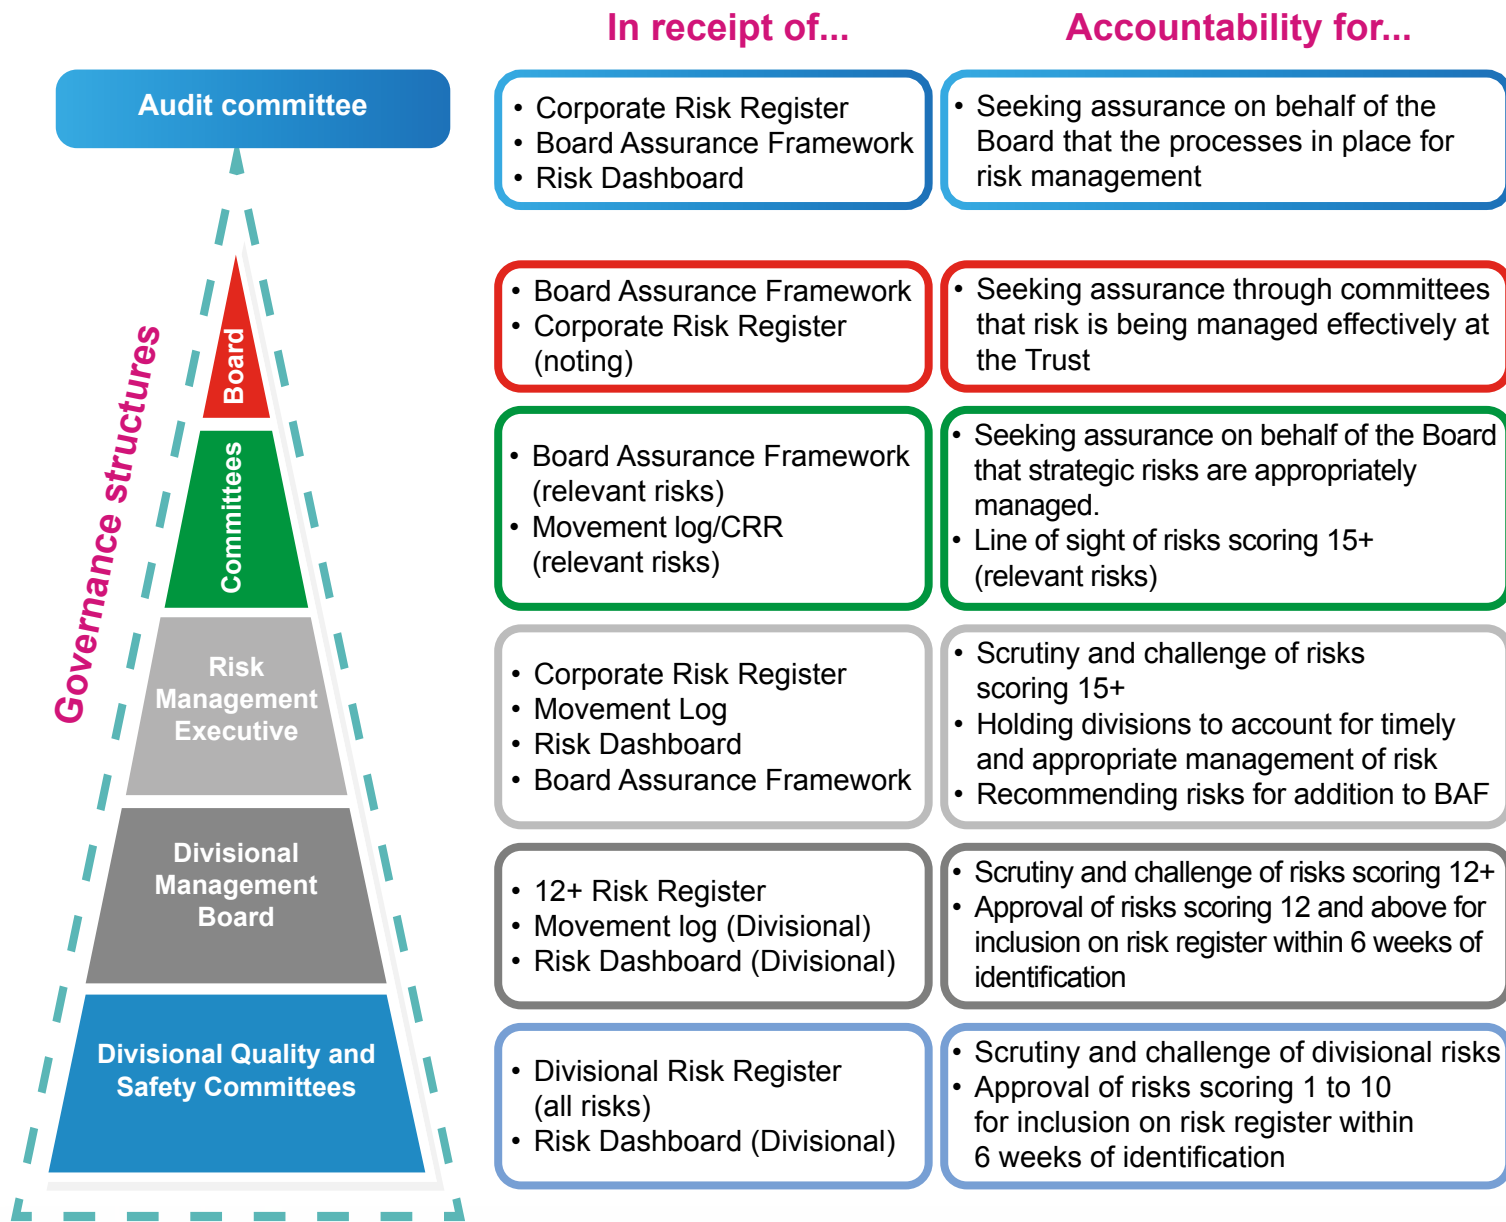 In receipt of...
Accountability for...
Audit committee
• Corporate Risk Register
• Board Assurance Framework
• Risk Dashboard
• Seeking assurance on behalf of the
Board that the processes in place for
risk management
Governance structures
Board
• Board Assurance Framework
• Corporate Risk Register
(noting)
• Seeking assurance through committees
that risk is being managed effectively at
the Trust
Committees
• Board Assurance Framework
(relevant risks)
• Movement log/CRR
(relevant risks)
• Seeking assurance on behalf of the Board
that strategic risks are appropriately
managed.
• Line of sight of risks scoring 15+
(relevant risks)
Risk
Management
Executive
• Corporate Risk Register
• Movement Log
• Risk Dashboard
• Board Assurance Framework
• Scrutiny and challenge of risks
scoring 15+
• Holding divisions to account for timely
and appropriate management of risk
• Recommending risks for addition to BAF
Divisional
Management
Board
• 12+ Risk Register
• Movement log (Divisional)
• Risk Dashboard (Divisional)
• Scrutiny and challenge of risks scoring 12+
• Approval of risks scoring 12 and above for
inclusion on risk register within 6 weeks of
identification
Divisional Quality and
Safety Committees
• Divisional Risk Register
(all risks)
• Risk Dashboard (Divisional)
• Scrutiny and challenge of divisional risks
• Approval of risks scoring 1 to 10
for inclusion on risk register within
6 weeks of identification